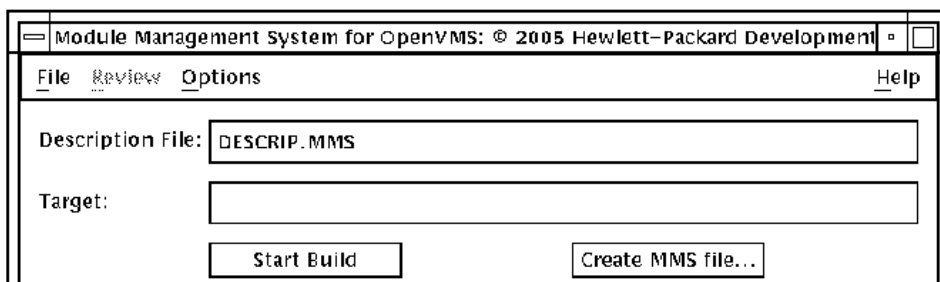 Module Management System for OpenVMS: © 2005 Hewlett-Packard Development
File Review Options Help
Description File: DESCRIP.MMS
Target:
Start Build Create MMS file...